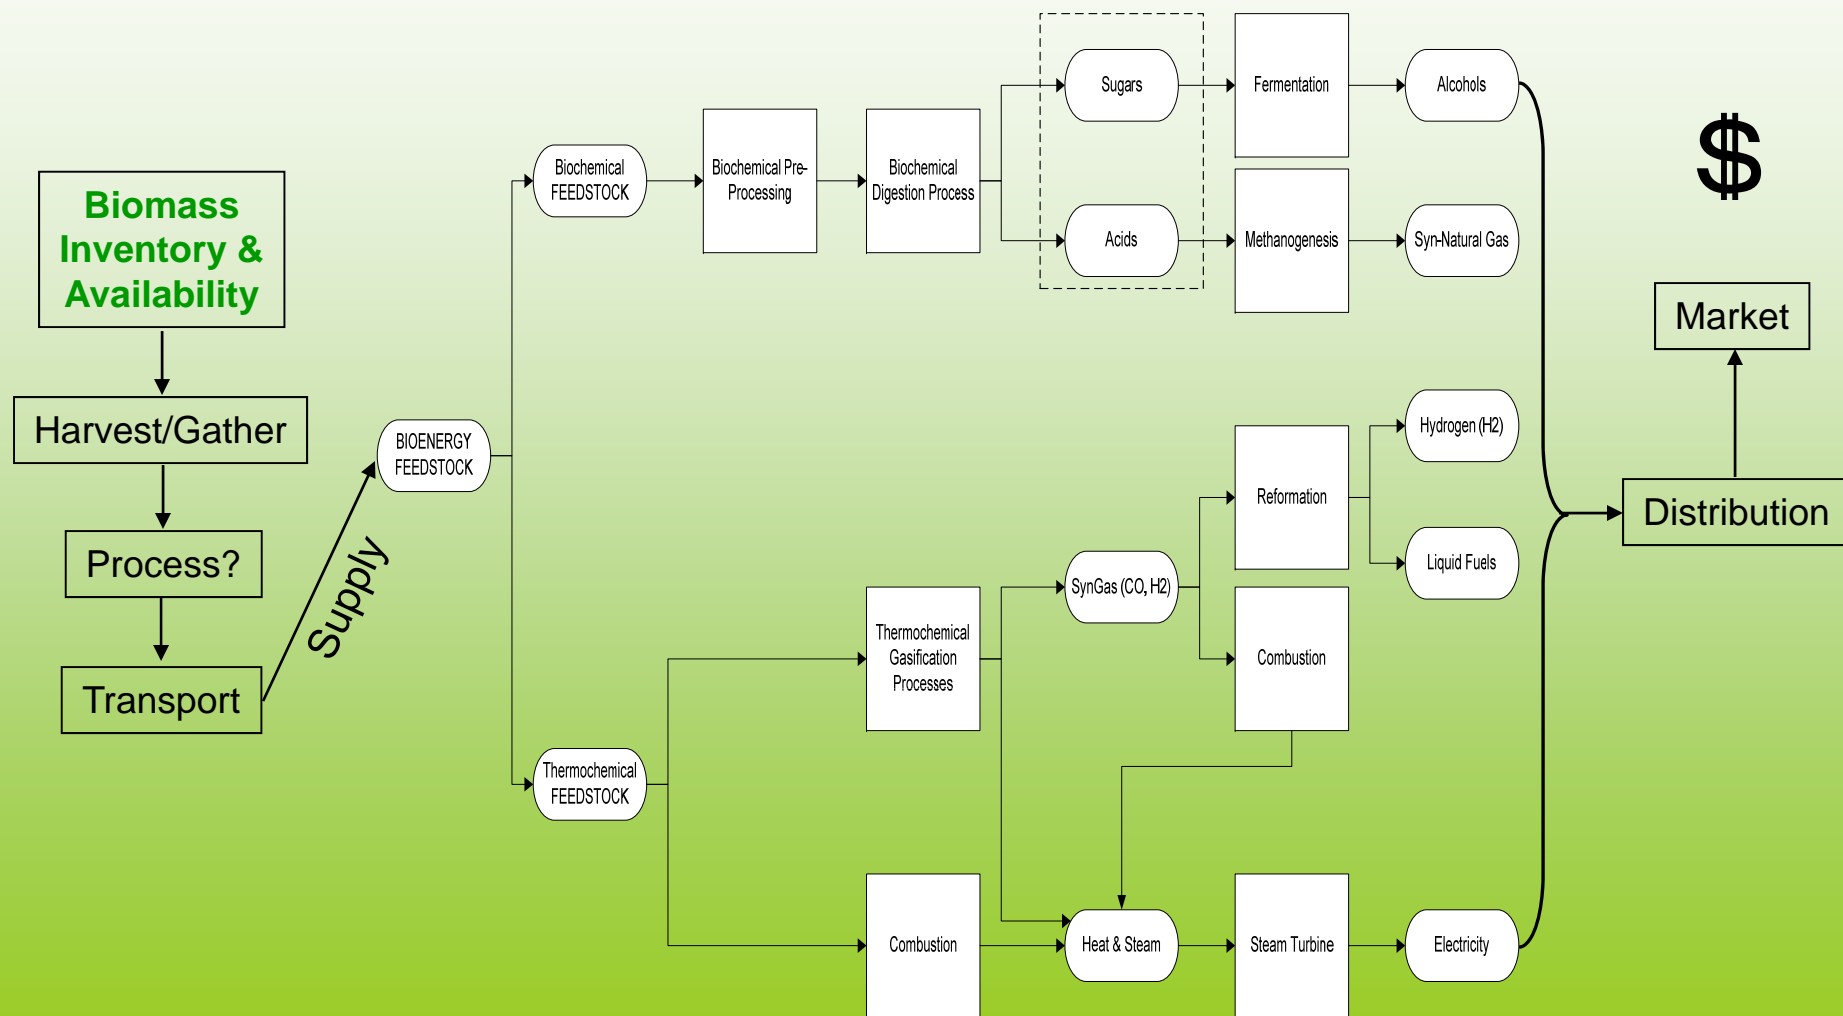 Biomass
Inventory &
Availability
Harvest/Gather
Process?
Transport
Supply
BIOENERGY
FEEDSTOCK
Biochemical
FEEDSTOCK
Biochemical Pre-
Processing
Biochemical
Digestion Process
Sugars
Fermentation
Alcohols
Acids
Methanogenesis
Syn-Natural Gas
Thermochemical
FEEDSTOCK
Thermochemical
Gasification
Processes
SynGas (CO, H2)
Reformation
Hydrogen (H2)
Liquid Fuels
Combustion
Combustion
Heat & Steam
Steam Turbine
Electricity
$
Market
Distribution